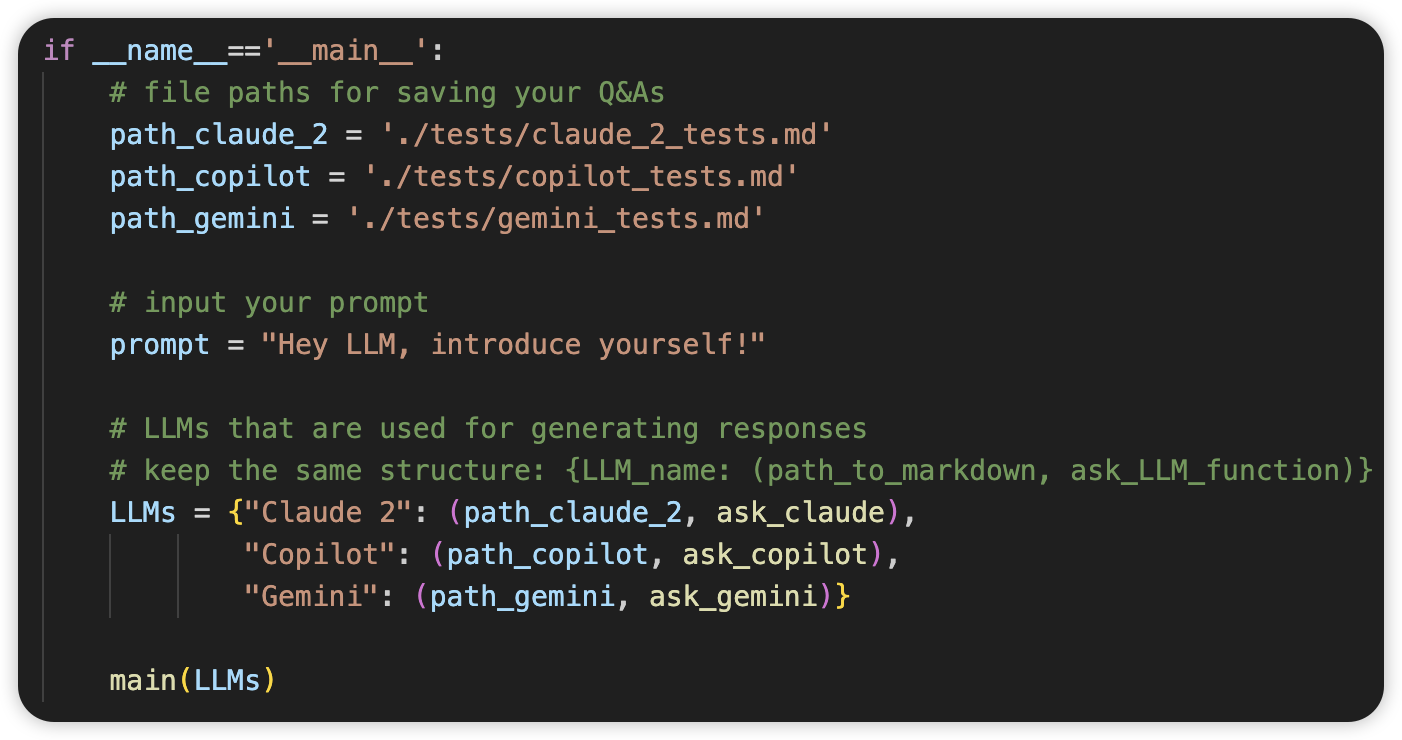 if __name__=='__main__':
# file paths for saving your Q&As
path_claude_2 = './tests/claude_2_tests.md'
path_copilot = './tests/copilot_tests.md'
path_gemini = './tests/gemini_tests.md'
# input your prompt
prompt = "Hey LLM, introduce yourself!"
# LLMs that are used for generating responses
# keep the same structure: {LLM_name: (path_to_markdown, ask_LLM_function)}
LLMs = {"Claude 2": (path_claude_2, ask_claude),
"Copilot": (path_copilot, ask_copilot),
"Gemini": (path_gemini, ask_gemini)}
main(LLMs)